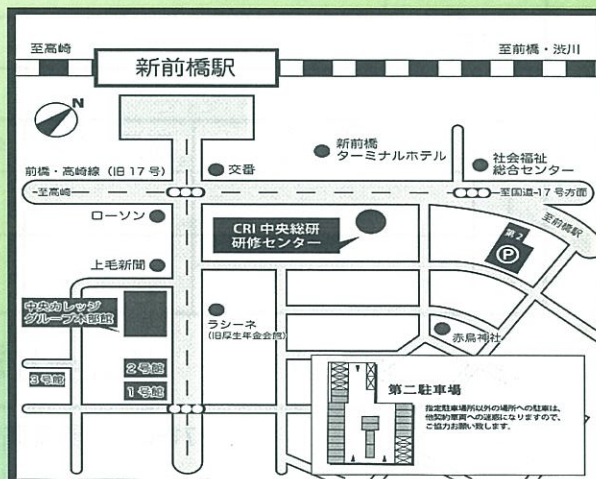 至高崎
新前橋駅
至前橋・渋川
N
新前橋
ターミナルホテル
交番
社会福祉
総合センター
前橋・高崎線(旧17号)
至高崎
至国道17号方面
至前橋駅
ローソン
CRI 中央総研
研修センター
第2
P
上毛新聞
中央カレッジ
グループ本部館
ラシーネ
(旧厚生年金会館)
赤鳥神社
2号館
3号館
1号館
第二駐車場
指定駐車場所以外の場所への駐車は、
他契約車両への迷惑になりますので、
ご協力お願い致します。